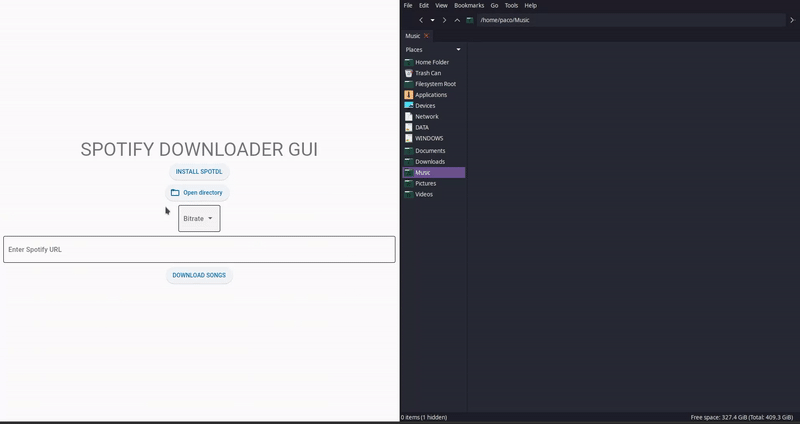 SPOTIFY DOWNLOADER GUI
INSTALL SPOTDL
Open directory
Bitrate
Enter Spotify URL
DOWNLOAD SONGS
File Edit View Bookmarks Go Tools Help
/home/paco/Music
Music
Places
Home Folder
Trash Can
Filesystem Root
Applications
Devices
Network
DATA
WINDOWS
Documents
Downloads
Music
Pictures
Videos
0 items (1 hidden) Free space: 327.4 GiB (Total: 409.3 GiB)